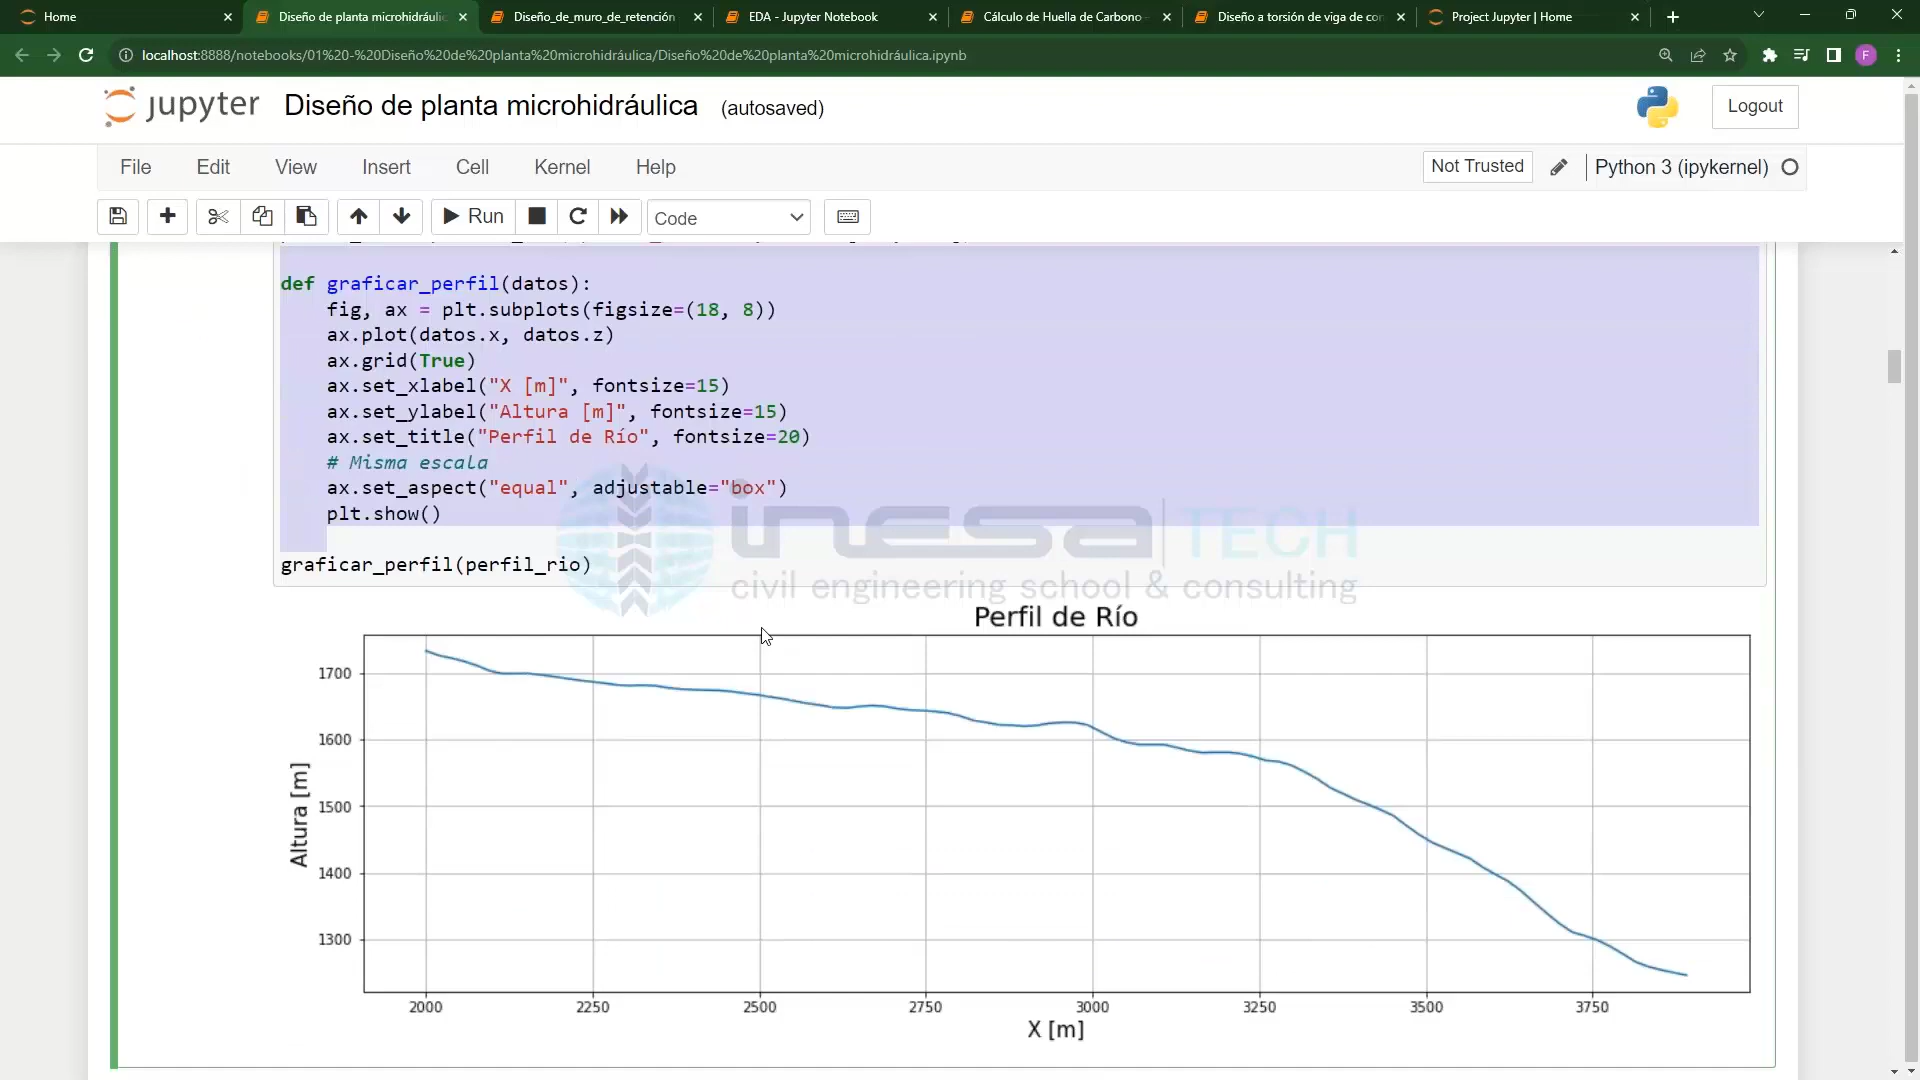 Home
Diseño de planta microhidráulic
Diseño_de_muro_de_retención
EDA - Jupyter Notebook
Cálculo de Huella de Carbono
Diseño a torsión de viga de con
Project Jupyter | Home
localhost:8888/notebooks/01%20-%20Diseño%20de%20planta%20microhidráulica/Diseño%20de%20planta%20microhidráulica.ipynb
F
jupyter
Diseño de planta microhidráulica
(autosaved)
Logout
File
Edit
View
Insert
Cell
Kernel
Help
Not Trusted
Python 3 (ipykernel)
Run
Code
def graficar_perfil(datos):
fig, ax = plt.subplots(figsize=(18, 8))
ax.plot(datos.x, datos.z)
ax.grid(True)
ax.set_xlabel("X [m]", fontsize=15)
ax.set_ylabel("Altura [m]", fontsize=15)
ax.set_title("Perfil de Río", fontsize=20)
# Misma escala
ax.set_aspect("equal", adjustable="box")
plt.show()
graficar_perfil(perfil_rio)
inesa|TECH
civil engineering school & consulting
Perfil de Río
1700
1600
1500
1400
1300
Altura [m]
2000
2250
2500
2750
3000
3250
3500
3750
X [m]